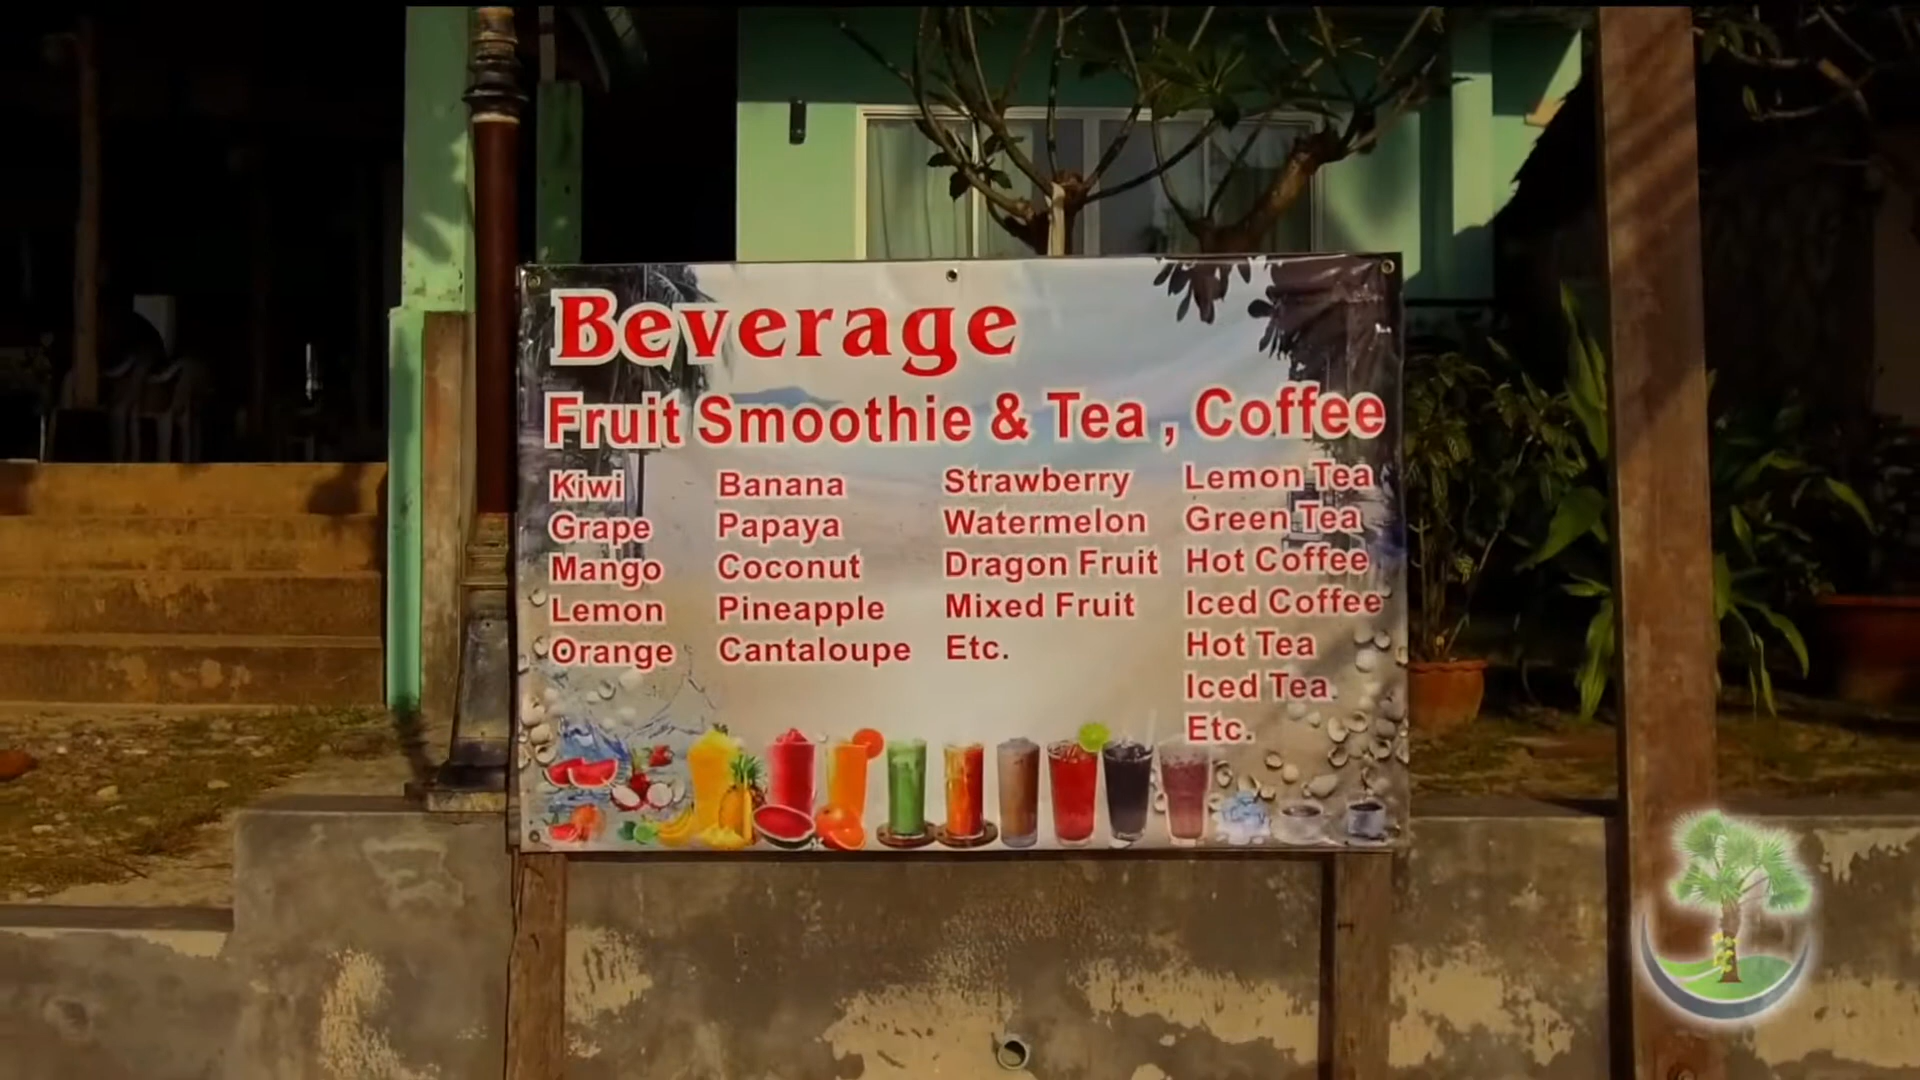 Beverage
Fruit Smoothie & Tea , Coffee
Kiwi
Grape
Mango
Lemon
Orange
Banana
Papaya
Coconut
Pineapple
Cantaloupe
Strawberry
Watermelon
Dragon Fruit
Mixed Fruit
Etc.
Lemon Tea
Green Tea
Hot Coffee
Iced Coffee
Hot Tea
Iced Tea
Etc.